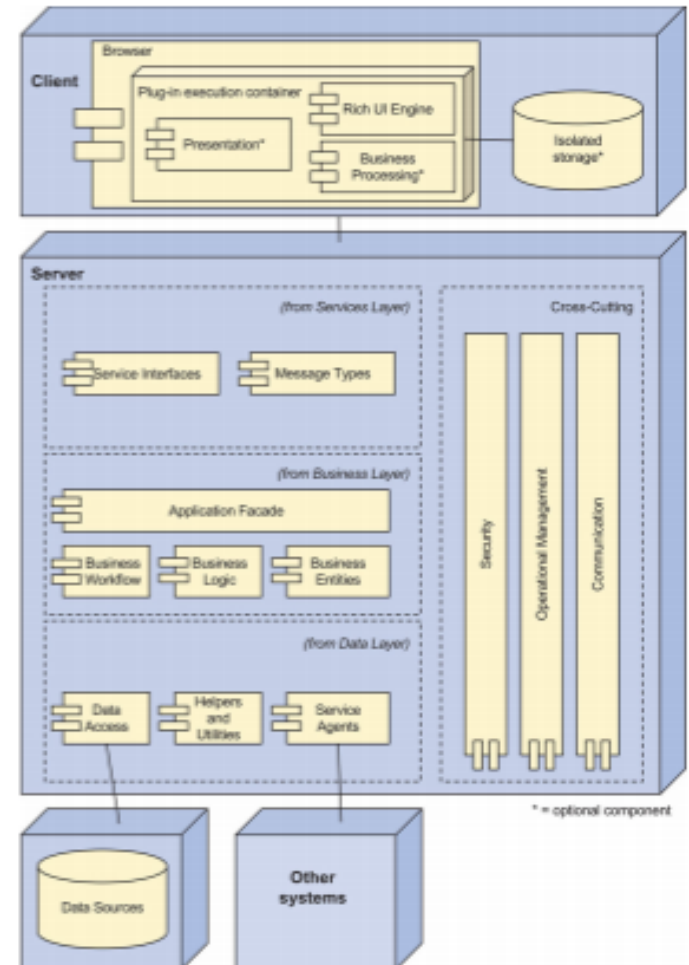 Browser
Client
Plug-in execution container
Rich UI Engine
Presentation*
Business
Processing*
Isolated
storage*
Server
(from Services Layer)
Cross-Cutting
Service Interfaces
Message Types
(from Business Layer)
Application Facade
Business
Workflow
Business
Logic
Business
Entities
Security
Operational Management
Communication
(from Data Layer)
Data
Access
Helpers
and
Utilities
Service
Agents
* = optional component
Data Sources
Other
systems